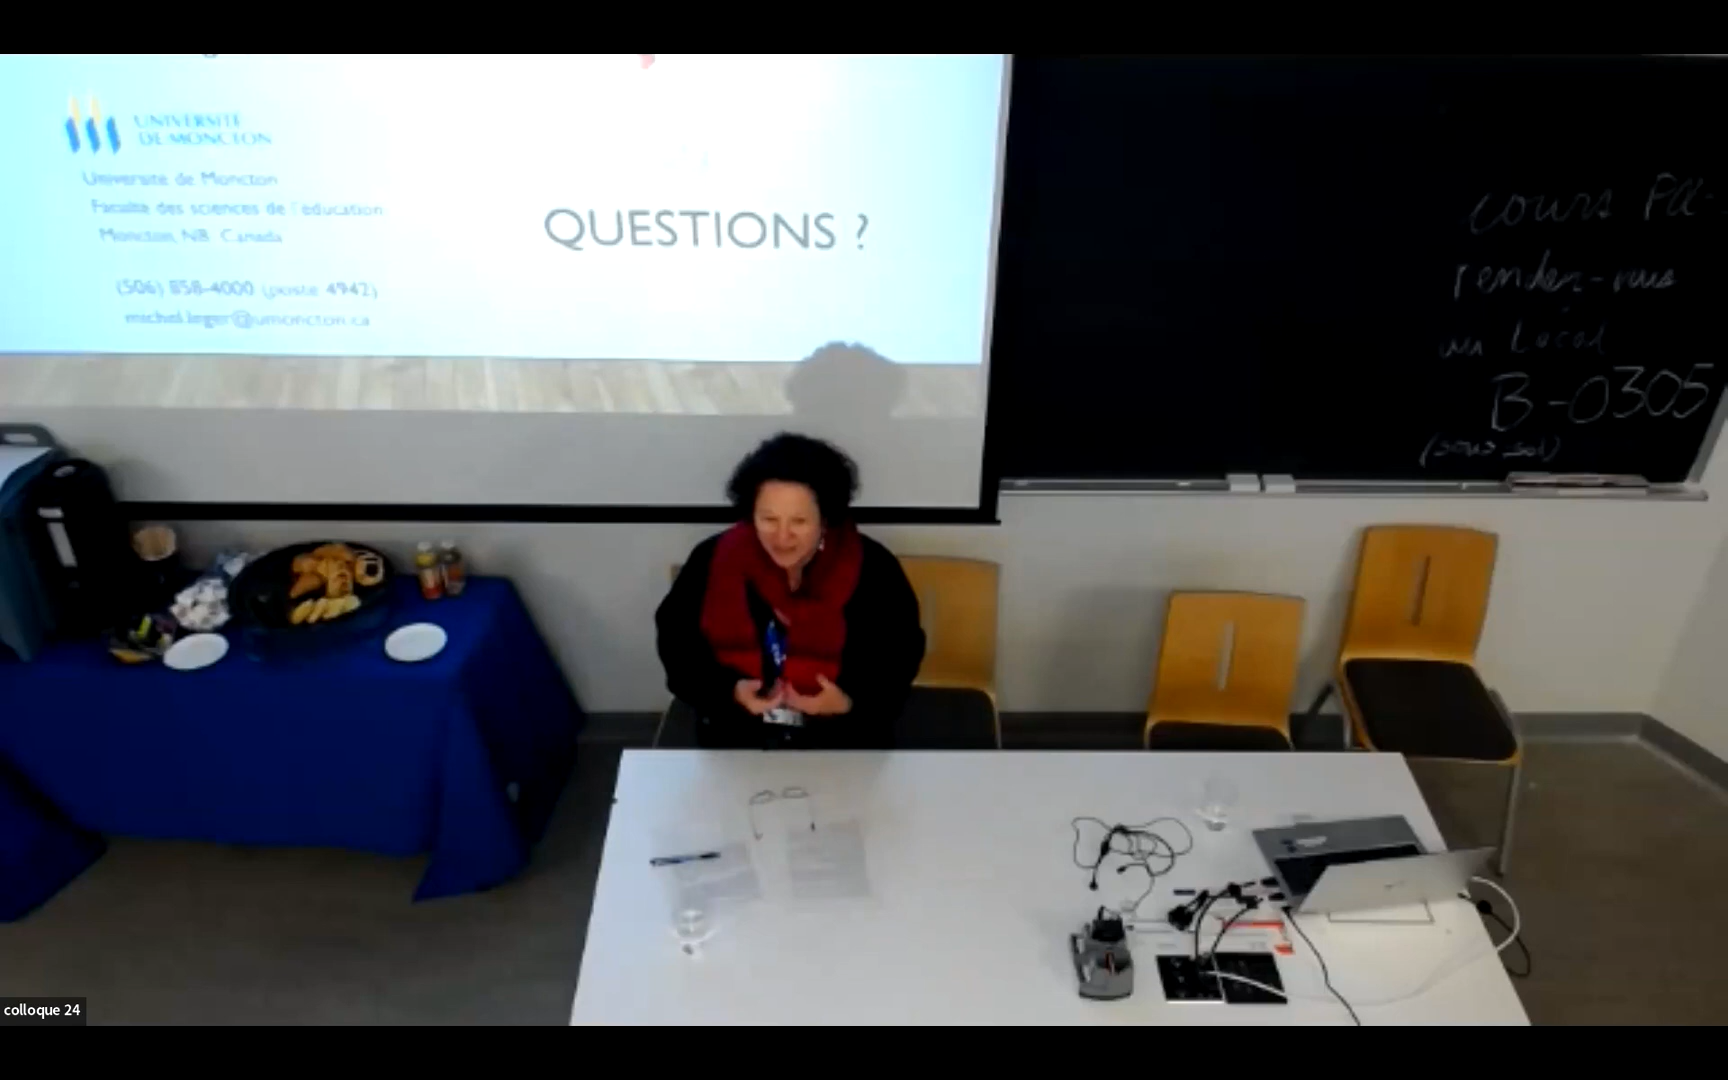 UNIVERSITÉ
DE MONCTON
Université de Moncton
Faculté des sciences de l'éducation
Moncton, NB Canada
(506) 858-4000 (poste 4942)
michel.leger@umoncton.ca
QUESTIONS ?
cours
rendez-vous
au Local
B-0305
(sous-sol)
colloque 24